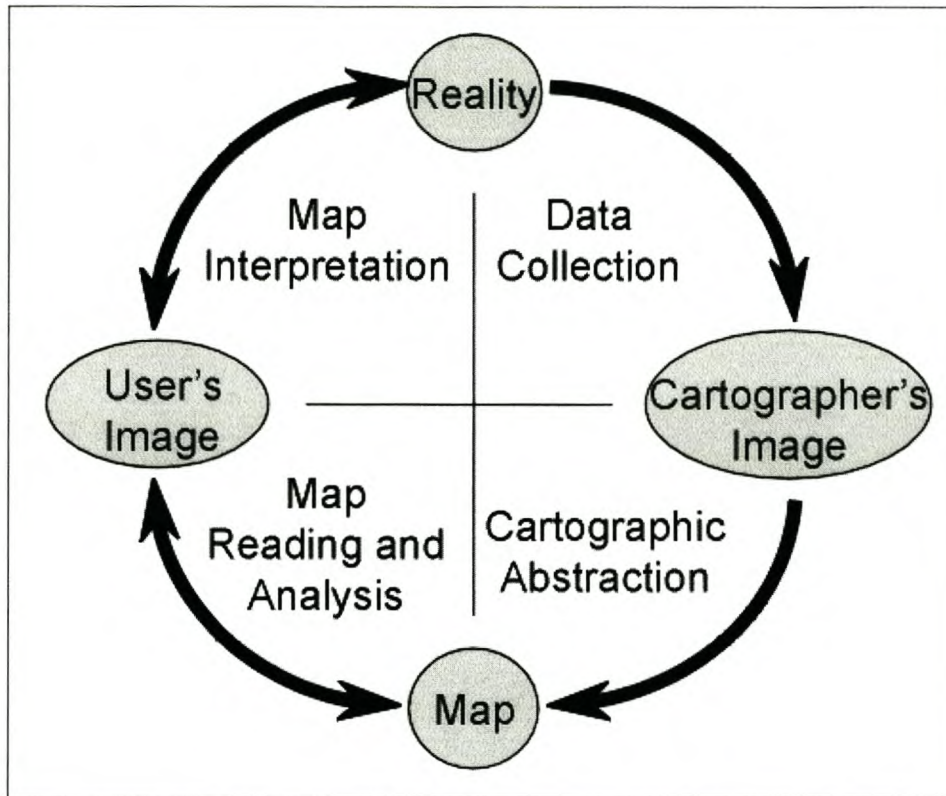 Reality
Map
Interpretation
Data
Collection
User's
Image
Cartographer's
Image
Map
Reading and
Analysis
Cartographic
Abstraction
Map